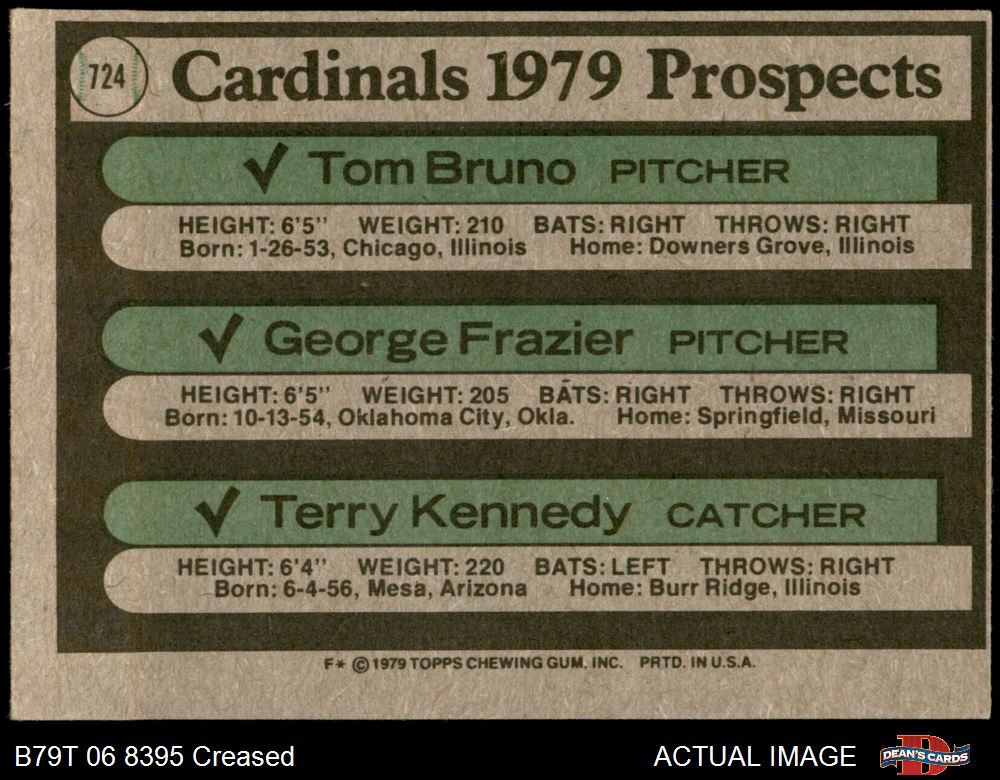 724
Cardinals 1979 Prospects
✓ Tom Bruno PITCHER
HEIGHT: 6'5" WEIGHT: 210 BATS: RIGHT THROWS: RIGHT
Born: 1-26-53, Chicago, Illinois Home: Downers Grove, Illinois
✓ George Frazier PITCHER
HEIGHT: 6'5" WEIGHT: 205 BATS: RIGHT THROWS: RIGHT
Born: 10-13-54, Oklahoma City, Okla. Home: Springfield, Missouri
✓ Terry Kennedy CATCHER
HEIGHT: 6'4" WEIGHT: 220 BATS: LEFT THROWS: RIGHT
Born: 6-4-56, Mesa, Arizona Home: Burr Ridge, Illinois
F* © 1979 TOPPS CHEWING GUM, INC. PRTD. IN U.S.A.
B79T 06 8395 Creased
ACTUAL IMAGE
D
DEAN'S CARDS